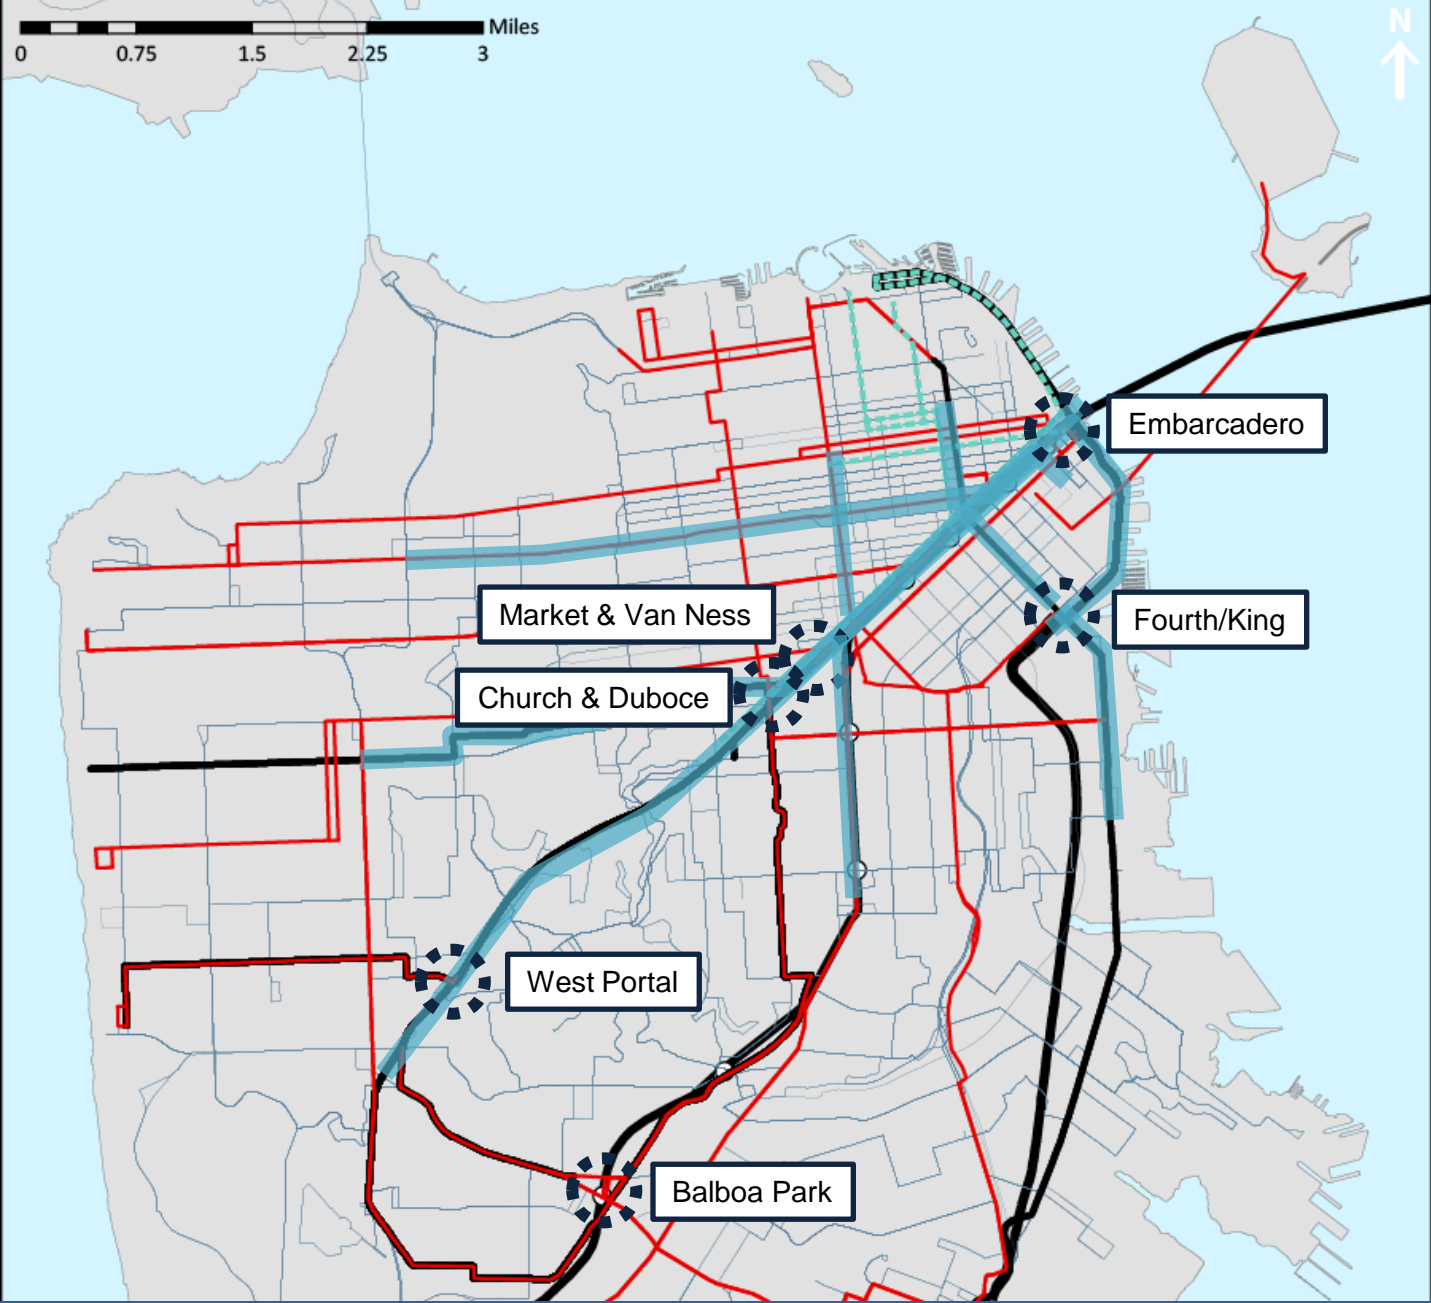 Miles
0 0.75 1.5 2.25 3
N
Embarcadero
Market & Van Ness
Fourth/King
Church & Duboce
West Portal
Balboa Park